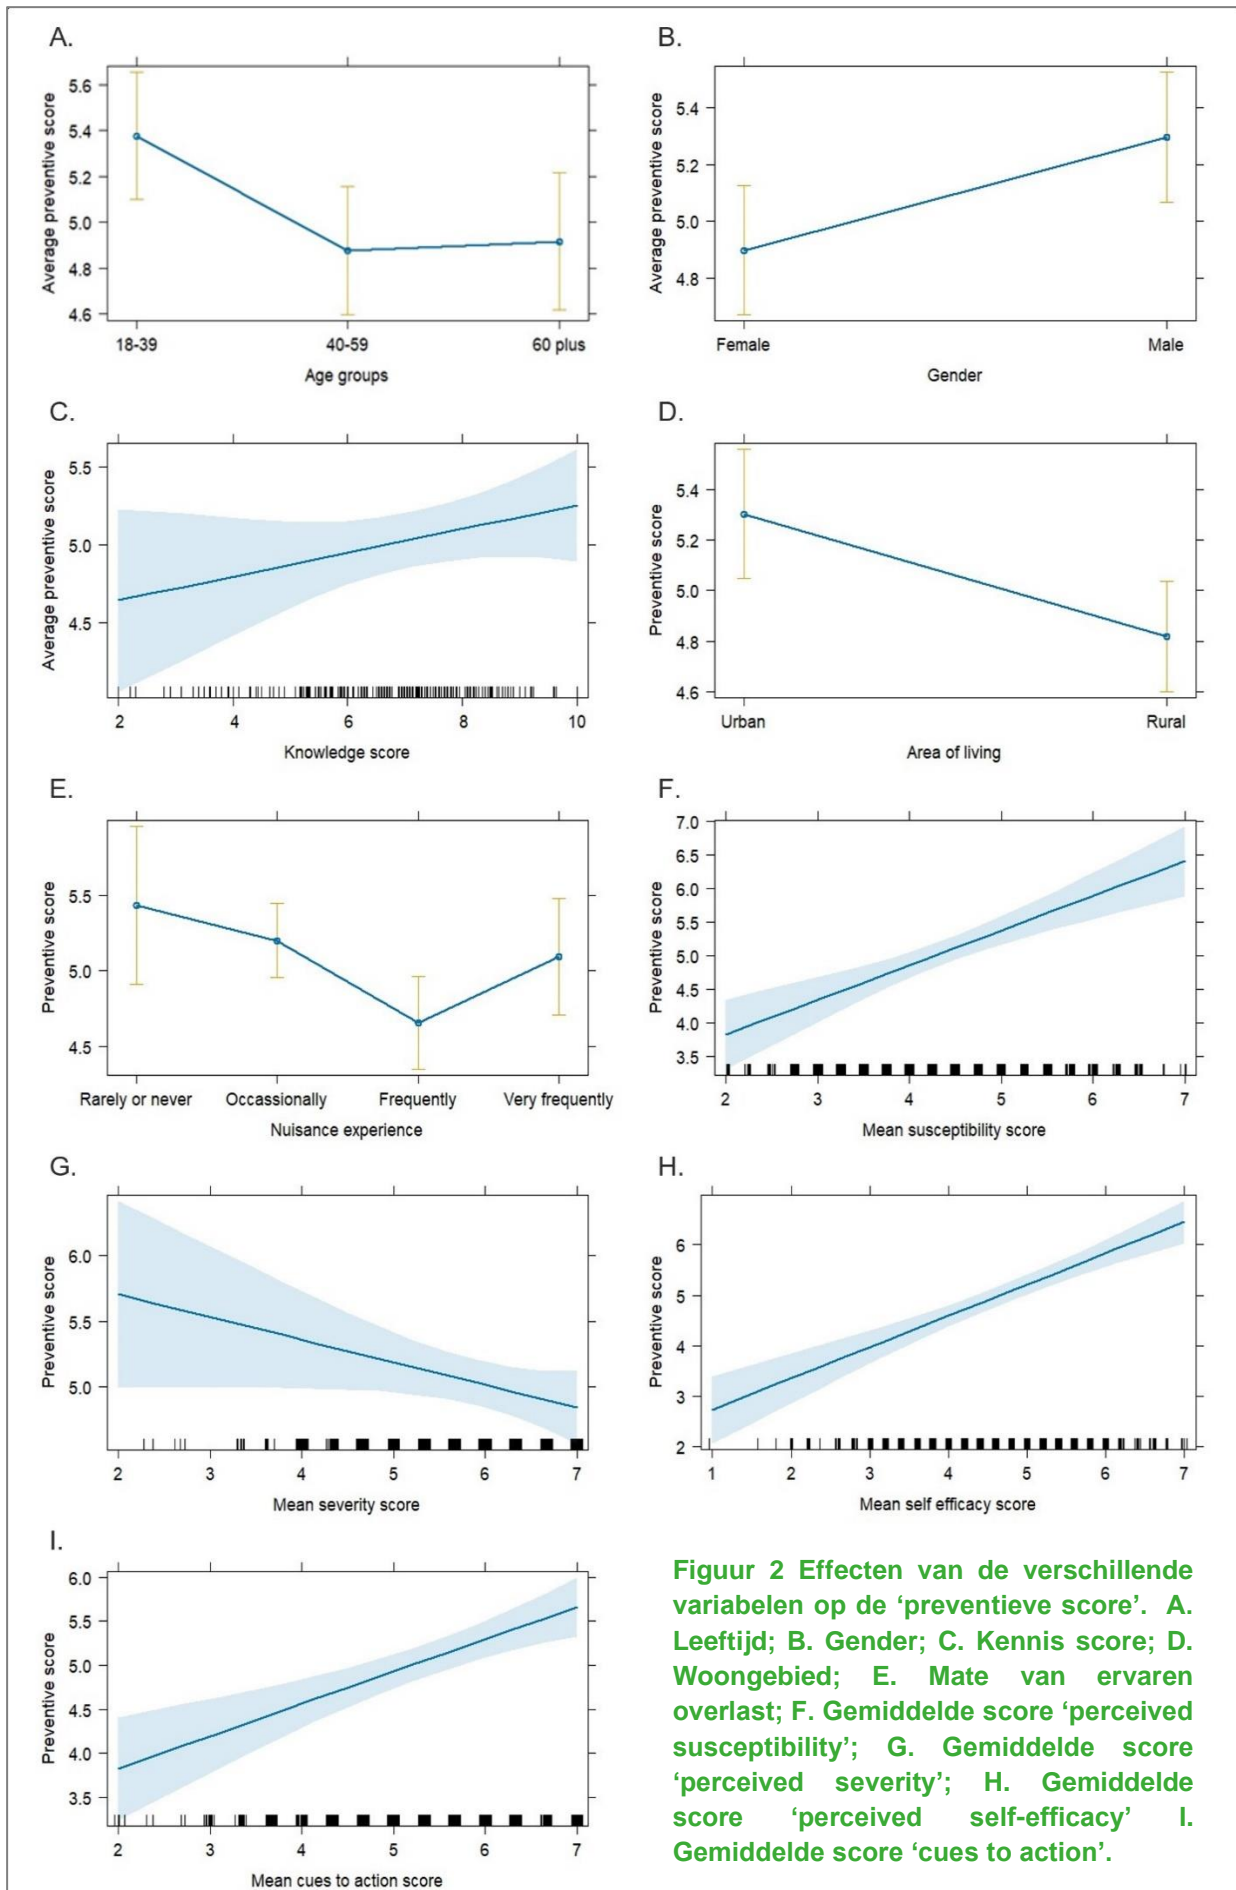 A.
Average preventive score
5.6
5.4
5.2
5.0
4.8
4.6
18-39 40-59 60 plus
Age groups
B.
Average preventive score
5.4
5.2
5.0
4.8
Female Male
Gender
C.
Average preventive score
5.5
5.0
4.5
2 4 6 8 10
Knowledge score
D.
Preventive score
5.4
5.2
5.0
4.8
4.6
Urban Rural
Area of living
E.
Preventive score
5.5
5.0
4.5
Rarely or never Occassionally Frequently Very frequently
Nuisance experience
F.
Preventive score
7.0
6.5
6.0
5.5
5.0
4.5
4.0
3.5
2 3 4 5 6 7
Mean susceptibility score
G.
Preventive score
6.0
5.5
5.0
2 3 4 5 6 7
Mean severity score
H.
Preventive score
6
5
4
3
2
1 2 3 4 5 6 7
Mean self efficacy score
I.
Preventive score
6.0
5.5
5.0
4.5
4.0
3.5
2 3 4 5 6 7
Mean cues to action score
Figuur 2 Effecten van de verschillende
variabelen op de ‘preventieve score’. A.
Leeftijd; B. Gender; C. Kennis score; D.
Woongebied; E. Mate van ervaren
overlast; F. Gemiddelde score ‘perceived
susceptibility’; G. Gemiddelde score
‘perceived severity’; H. Gemiddelde
score ‘perceived self-efficacy’ I.
Gemiddelde score ‘cues to action’.